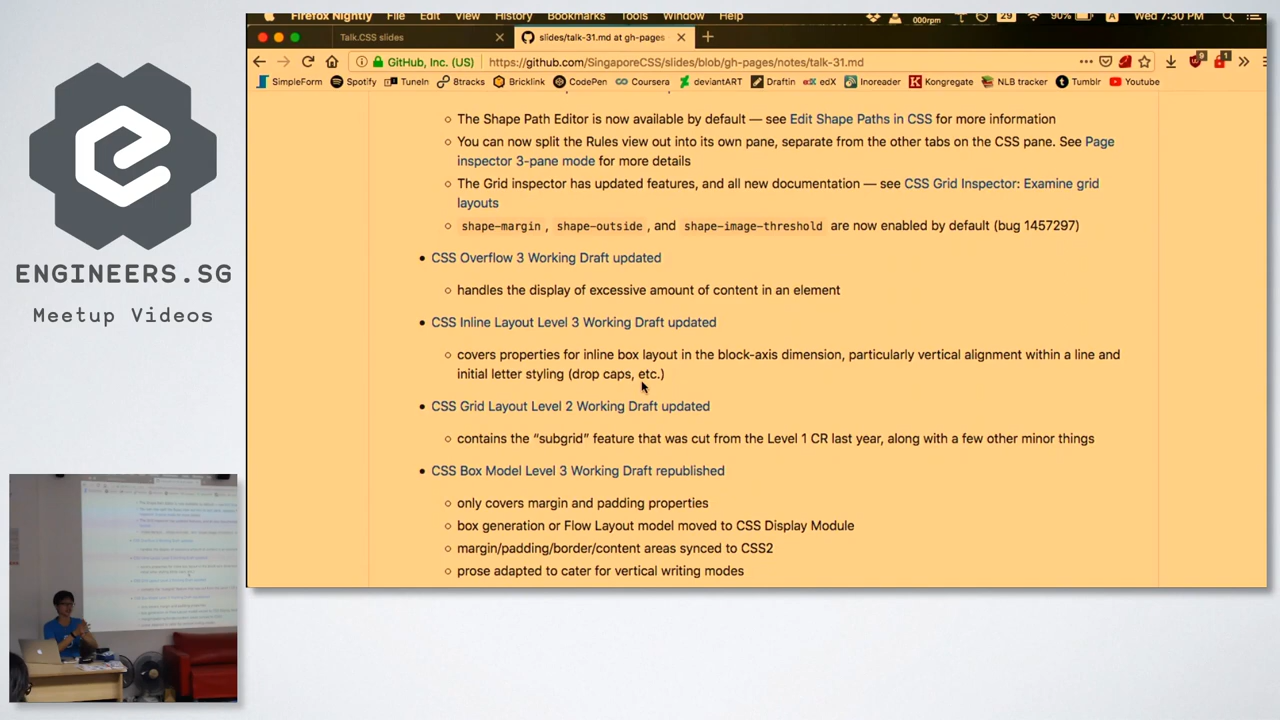 Firefox Nightly File Edit View History Bookmarks Tools Window Help 000rpm 29 90% A Wed 7:30 PM
Talk.CSS slides
slides/talk-31.md at gh-pages
GitHub, Inc. (US) https://github.com/SingaporeCSS/slides/blob/gh-pages/notes/talk-31.md
SimpleForm Spotify TuneIn 8tracks Bricklink CodePen Coursera deviantART Draftin edX Inoreader Kongregate NLB tracker Tumblr Youtube
The Shape Path Editor is now available by default — see Edit Shape Paths in CSS for more information
You can now split the Rules view out into its own pane, separate from the other tabs on the CSS pane. See Page
inspector 3-pane mode for more details
The Grid inspector has updated features, and all new documentation — see CSS Grid Inspector: Examine grid
layouts
shape-margin, shape-outside, and shape-image-threshold are now enabled by default (bug 1457297)
CSS Overflow 3 Working Draft updated
handles the display of excessive amount of content in an element
CSS Inline Layout Level 3 Working Draft updated
covers properties for inline box layout in the block-axis dimension, particularly vertical alignment within a line and
initial letter styling (drop caps, etc.)
CSS Grid Layout Level 2 Working Draft updated
contains the “subgrid” feature that was cut from the Level 1 CR last year, along with a few other minor things
CSS Box Model Level 3 Working Draft republished
only covers margin and padding properties
box generation or Flow Layout model moved to CSS Display Module
margin/padding/border/content areas synced to CSS2
prose adapted to cater for vertical writing modes
ENGINEERS.SG
Meetup Videos